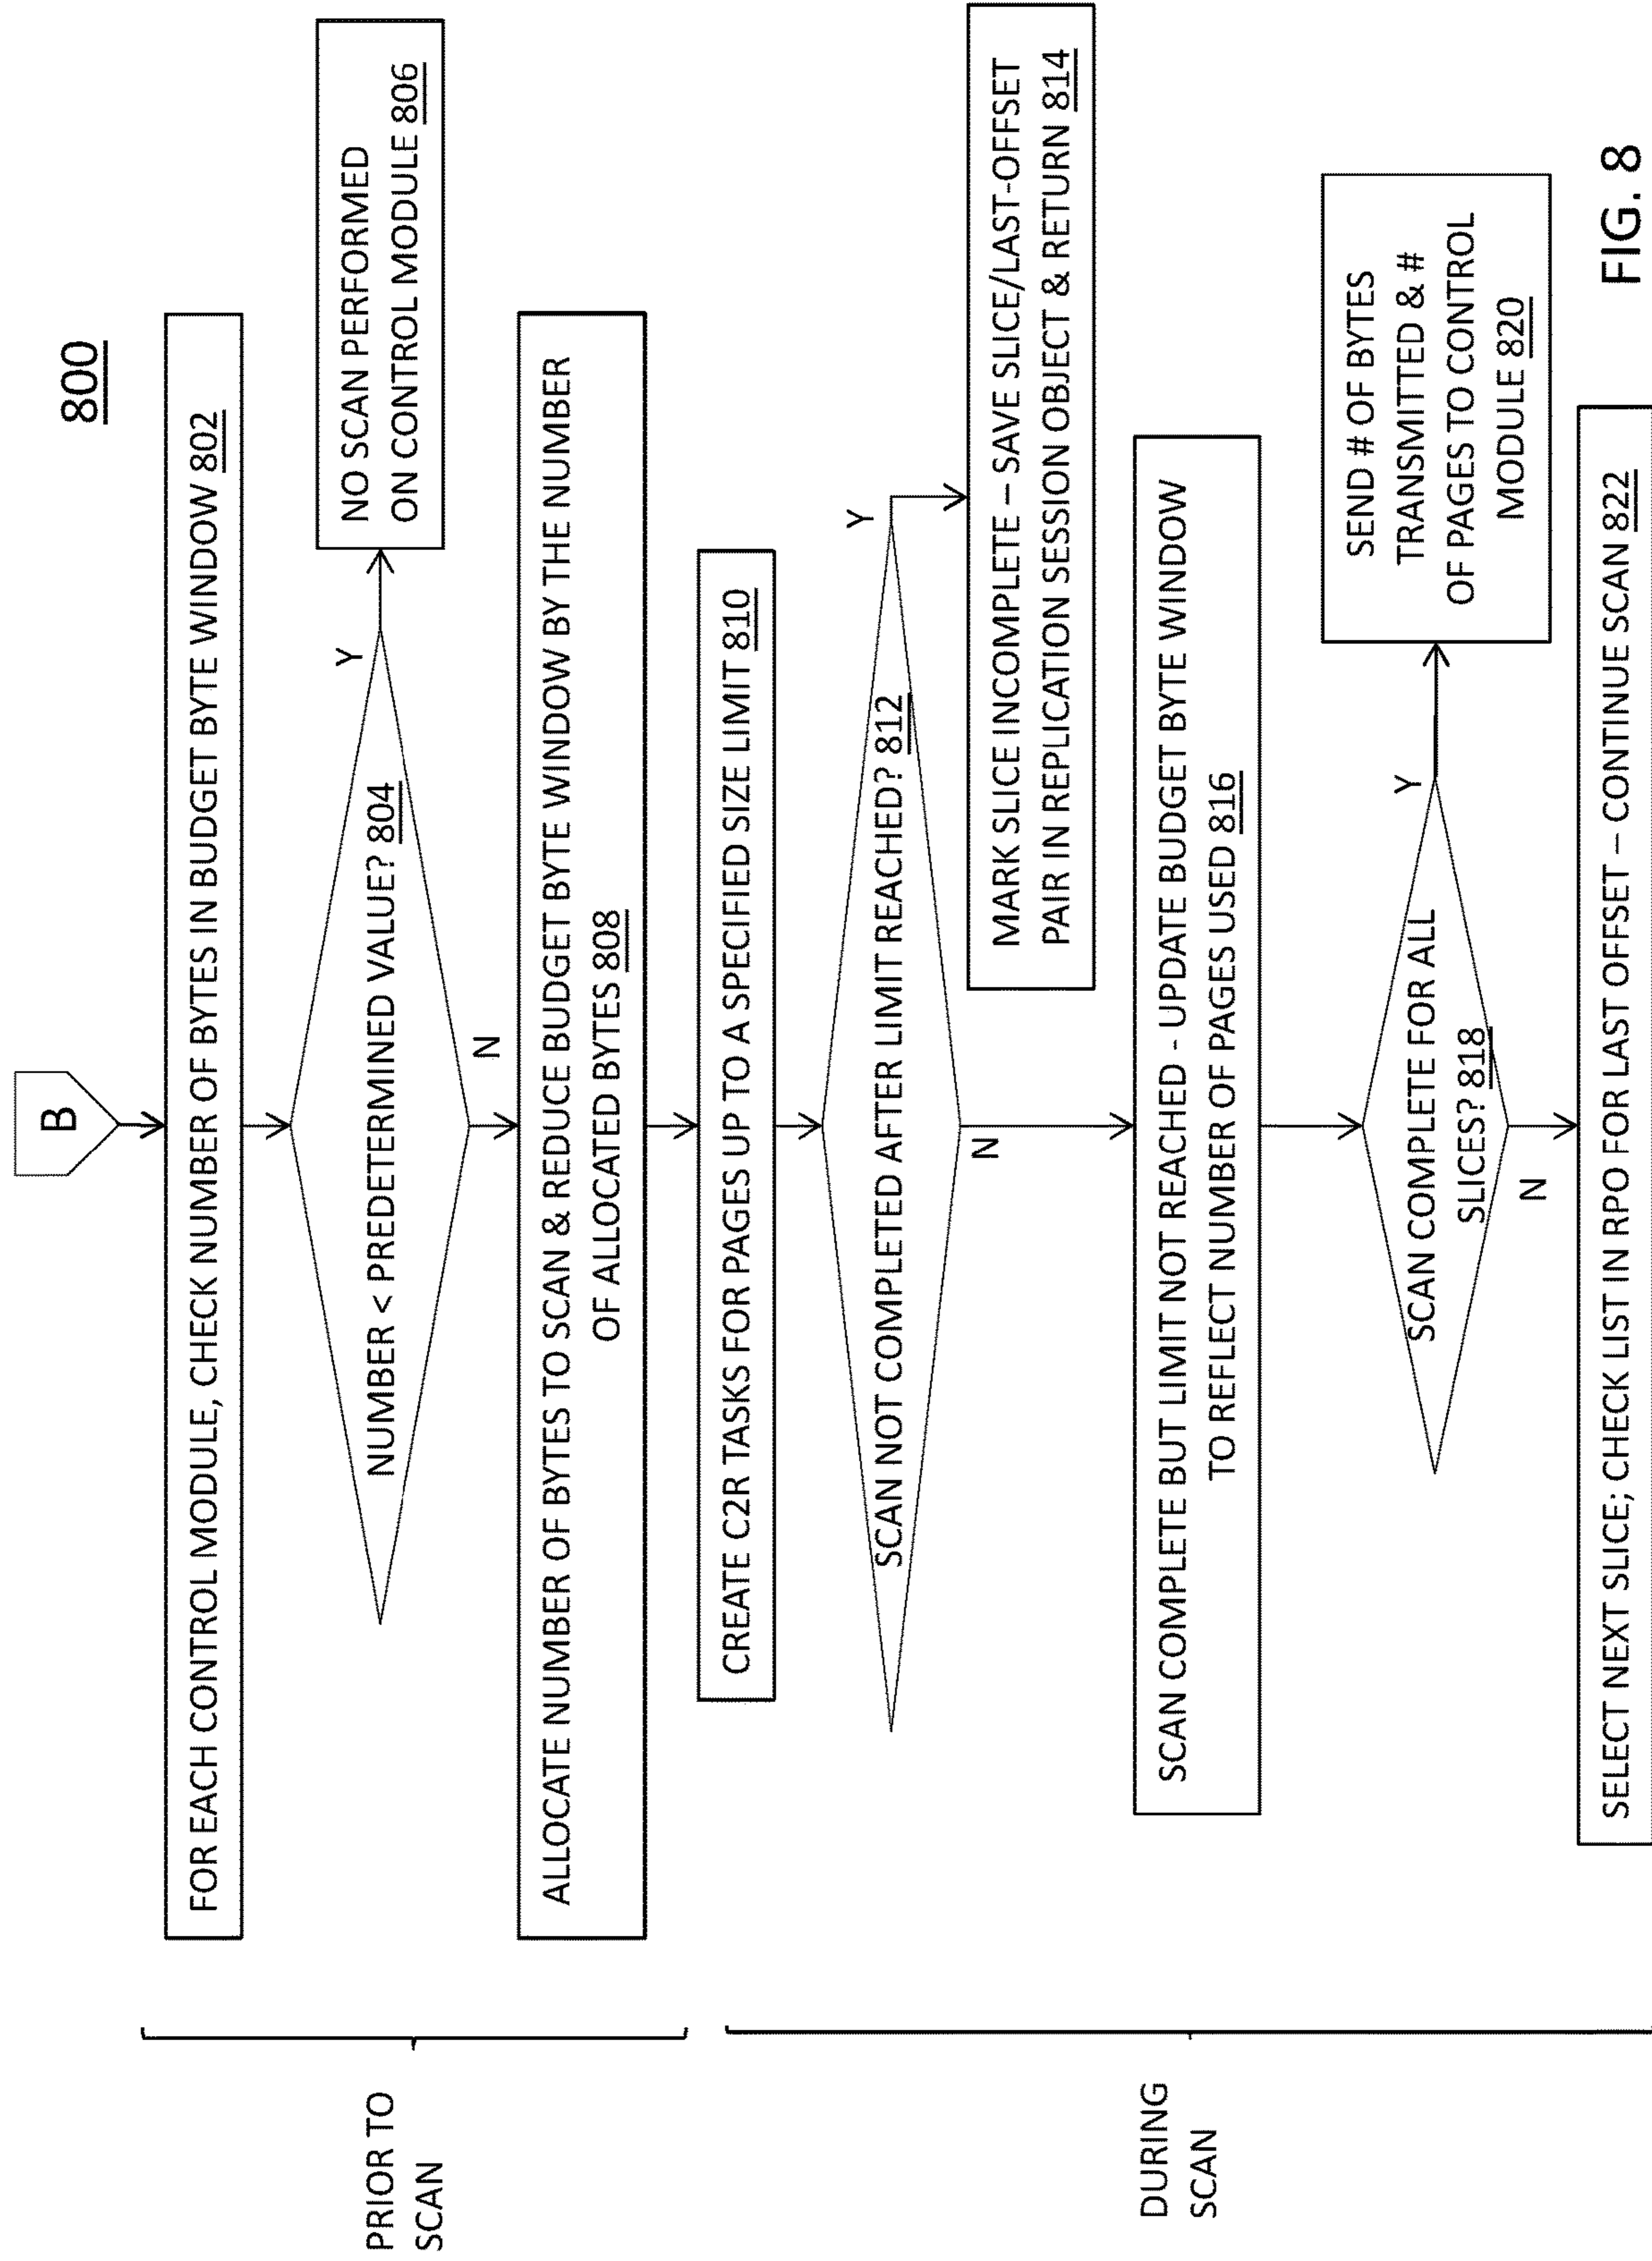 800
B
FOR EACH CONTROL MODULE, CHECK NUMBER OF BYTES IN BUDGET BYTE WINDOW 802
PRIOR TO
SCAN
NUMBER < PREDETERMINED VALUE? 804
Y
NO SCAN PERFORMED
ON CONTROL MODULE 806
N
ALLOCATE NUMBER OF BYTES TO SCAN & REDUCE BUDGET BYTE WINDOW BY THE NUMBER
OF ALLOCATED BYTES 808
CREATE C2R TASKS FOR PAGES UP TO A SPECIFIED SIZE LIMIT 810
DURING
SCAN
SCAN NOT COMPLETED AFTER LIMIT REACHED? 812
Y
MARK SLICE INCOMPLETE – SAVE SLICE/LAST-OFFSET
PAIR IN REPLICATION SESSION OBJECT & RETURN 814
N
SCAN COMPLETE BUT LIMIT NOT REACHED - UPDATE BUDGET BYTE WINDOW
TO REFLECT NUMBER OF PAGES USED 816
SCAN COMPLETE FOR ALL
SLICES? 818
Y
SEND # OF BYTES
TRANSMITTED & #
OF PAGES TO CONTROL
MODULE 820
N
SELECT NEXT SLICE; CHECK LIST IN RPO FOR LAST OFFSET – CONTINUE SCAN 822
FIG. 8